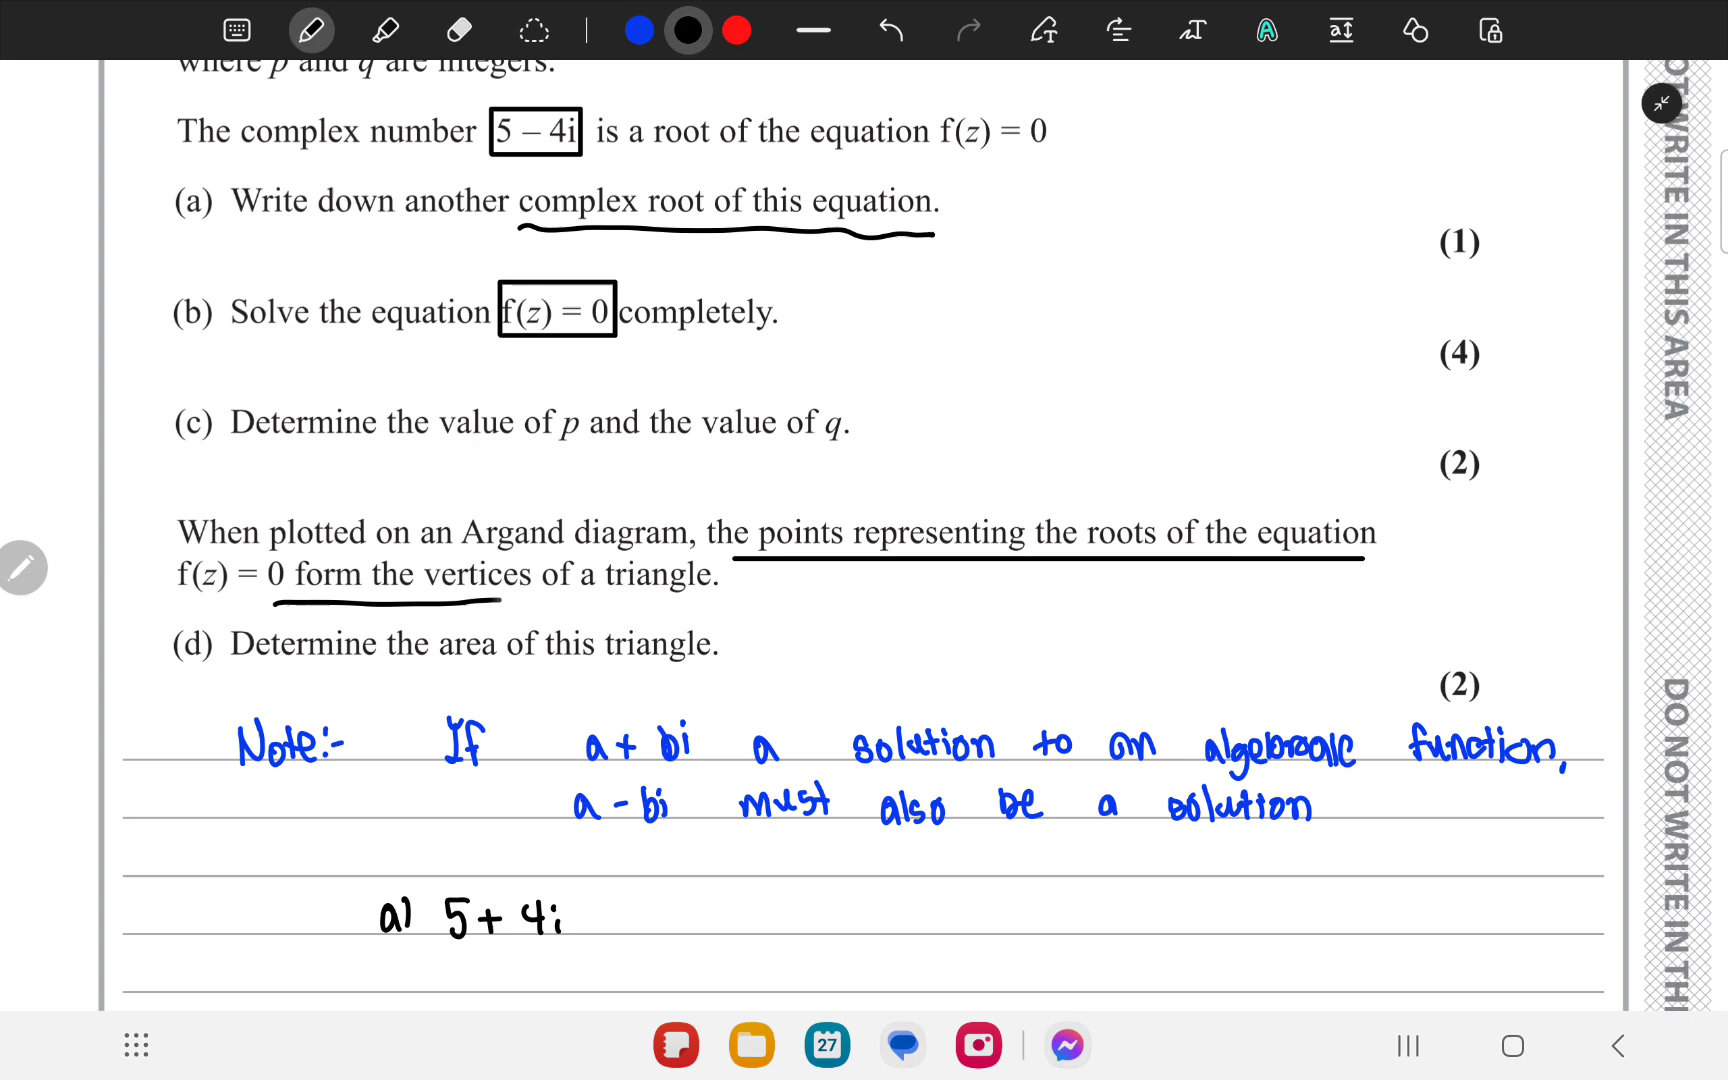 where p and q are integers.
The complex number 5 – 4i is a root of the equation f(z) = 0
(a) Write down another complex root of this equation.
(1)
(b) Solve the equation f(z) = 0 completely.
(4)
(c) Determine the value of p and the value of q.
(2)
When plotted on an Argand diagram, the points representing the roots of the equation
f(z) = 0 form the vertices of a triangle.
(d) Determine the area of this triangle.
(2)
Note:- If a + bi a solution to an algebraic function,
a - bi must also be a solution
a) 5 + 4i
WRITE IN THIS AREA
DO NOT WRITE IN TH
27